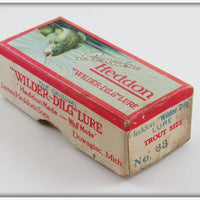 Heddon
"WILDER-DILG" LURE
"WILDER-DILG" LURE
Heddon Made - Well Made
James Heddon's Sons
Dowagiac, Mich.
Heddon "Wilder Dilg"
LURE
TROUT SIZE
No. 33